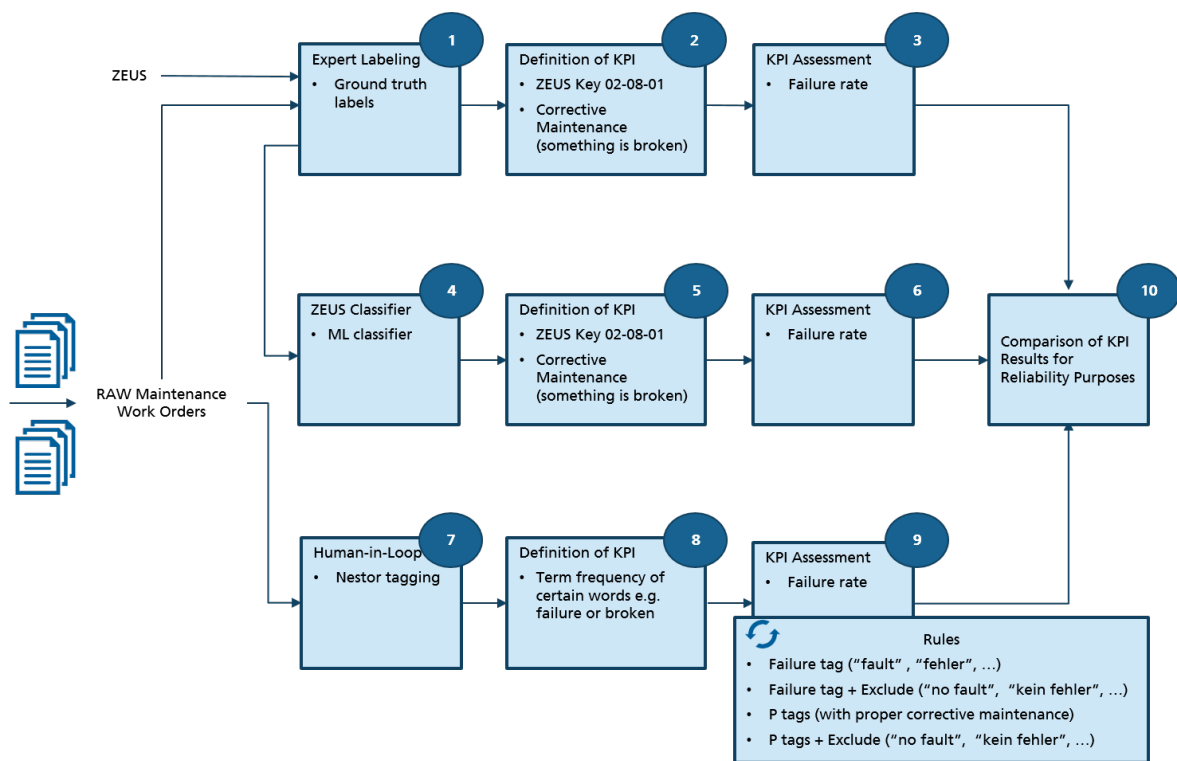 1
2
3
ZEUS
Expert Labeling
• Ground truth
labels
Definition of KPI
• ZEUS Key 02-08-01
• Corrective
Maintenance
(something is broken)
KPI Assessment
• Failure rate
4
5
6
10
ZEUS Classifier
• ML classifier
Definition of KPI
• ZEUS Key 02-08-01
• Corrective
Maintenance
(something is broken)
KPI Assessment
• Failure rate
Comparison of KPI
Results for
Reliability Purposes
RAW Maintenance
Work Orders
7
8
9
Human-in-Loop
• Nestor tagging
Definition of KPI
• Term frequency of
certain words e.g.
failure or broken
KPI Assessment
• Failure rate
Rules
• Failure tag (“fault” , “fehler”, …)
• Failure tag + Exclude (“no fault”, “kein fehler”, …)
• P tags (with proper corrective maintenance)
• P tags + Exclude (“no fault”, “kein fehler”, …)